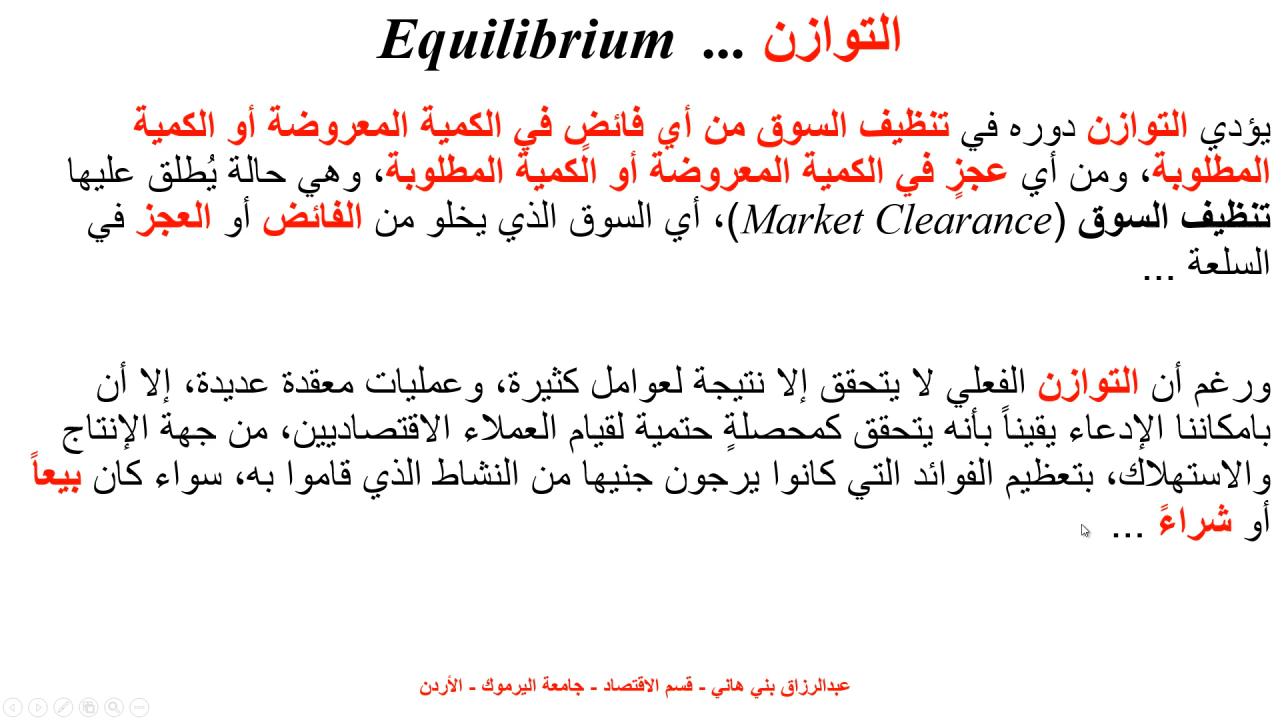 التوازن ... Equilibrium
يؤدي التوازن دوره في تنظيف السوق من أي فائضٍ في الكمية المعروضة أو الكمية
المطلوبة، ومن أي عجزٍ في الكمية المعروضة أو الكمية المطلوبة، وهي حالة يُطلق عليها
تنظيف السوق (Market Clearance)، أي السوق الذي يخلو من الفائض أو العجز في
السلعة ...
ورغم أن التوازن الفعلي لا يتحقق إلا نتيجة لعوامل كثيرة، وعمليات معقدة عديدة، إلا أن
بامكاننا الإدعاء يقيناً بأنه يتحقق كمحصلةٍ حتمية لقيام العملاء الاقتصاديين، من جهة الإنتاج
والاستهلاك، بتعظيم الفوائد التي كانوا يرجون جنيها من النشاط الذي قاموا به، سواء كان بيعاً
أو شراءً ...
عبدالرزاق بني هاني - قسم الاقتصاد - جامعة اليرموك - الأردن